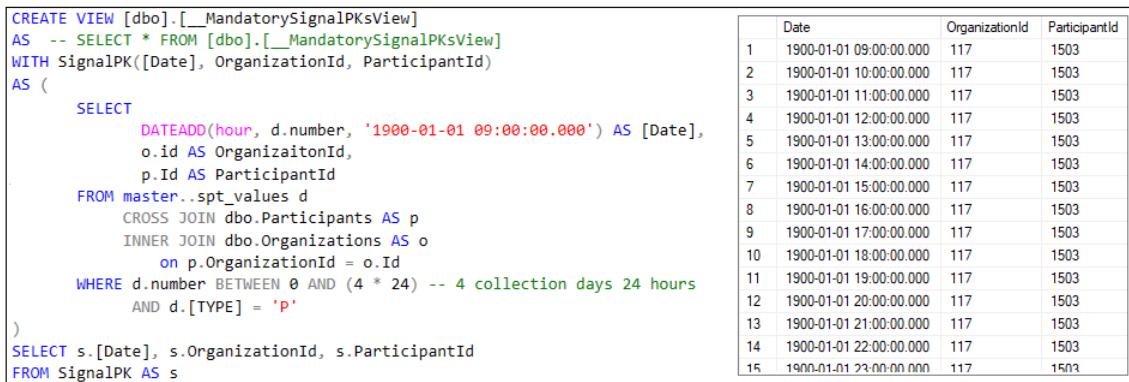 CREATE VIEW [dbo].[__MandatorySignalPKsView]
AS  -- SELECT * FROM [dbo].[__MandatorySignalPKsView]
WITH SignalPK([Date], OrganizationId, ParticipantId)
AS (
SELECT
DATEADD(hour, d.number, '1900-01-01 09:00:00.000') AS [Date],
o.id AS OrganizaitonId,
p.Id AS ParticipantId
FROM master..spt_values d
CROSS JOIN dbo.Participants AS p
INNER JOIN dbo.Organizations AS o
on p.OrganizationId = o.Id
WHERE d.number BETWEEN 0 AND (4 * 24) -- 4 collection days 24 hours
AND d.[TYPE] = 'P'
)
SELECT s.[Date], s.OrganizationId, s.ParticipantId
FROM SignalPK AS s
Date OrganizationId ParticipantId
1 1900-01-01 09:00:00.000 117 1503
2 1900-01-01 10:00:00.000 117 1503
3 1900-01-01 11:00:00.000 117 1503
4 1900-01-01 12:00:00.000 117 1503
5 1900-01-01 13:00:00.000 117 1503
6 1900-01-01 14:00:00.000 117 1503
7 1900-01-01 15:00:00.000 117 1503
8 1900-01-01 16:00:00.000 117 1503
9 1900-01-01 17:00:00.000 117 1503
10 1900-01-01 18:00:00.000 117 1503
11 1900-01-01 19:00:00.000 117 1503
12 1900-01-01 20:00:00.000 117 1503
13 1900-01-01 21:00:00.000 117 1503
14 1900-01-01 22:00:00.000 117 1503
15 1900-01-01 23:00:00.000 117 1503